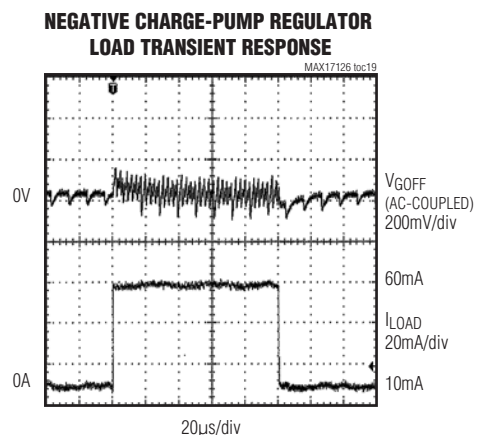 NEGATIVE CHARGE-PUMP REGULATOR
LOAD TRANSIENT RESPONSE
MAX17126 toc19
T
0V
VGOFF
(AC-COUPLED)
200mV/div
60mA
ILOAD
20mA/div
0A
10mA
20µs/div